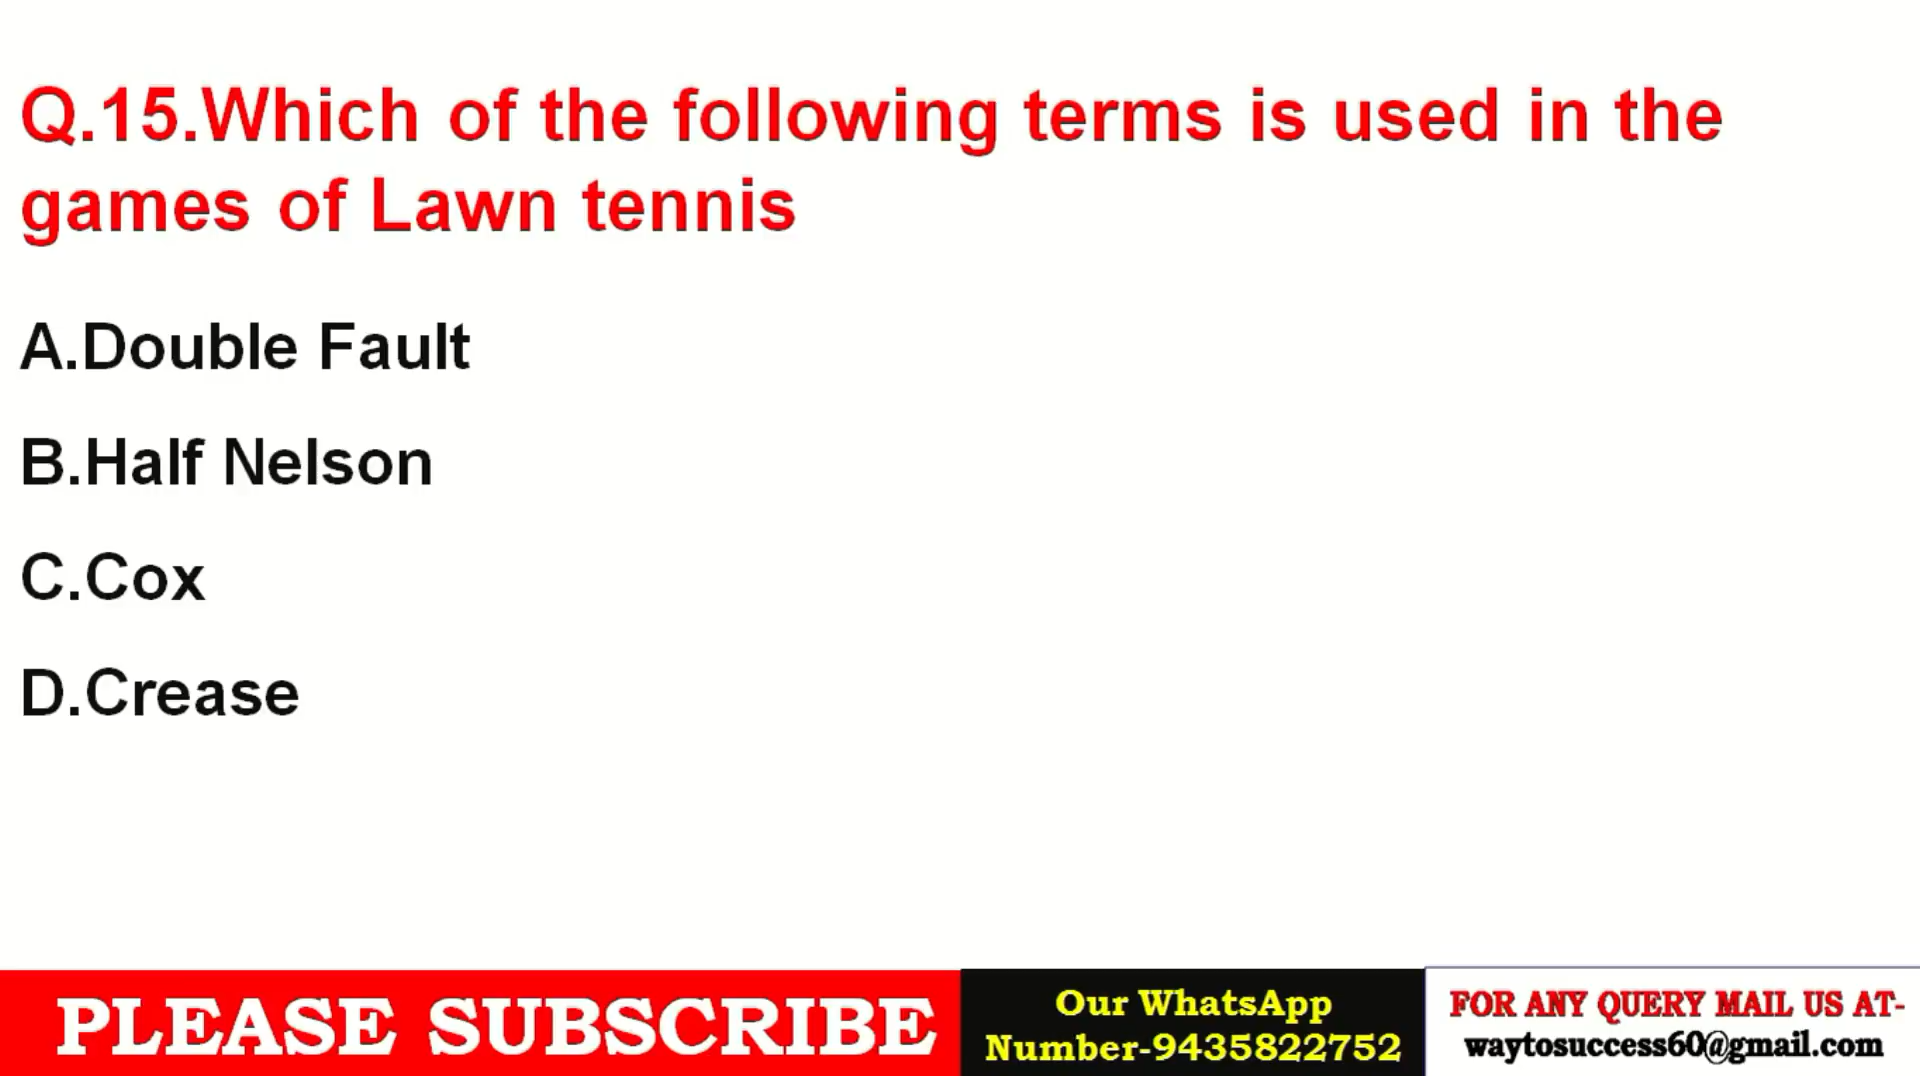 Q.15.Which of the following terms is used in the
games of Lawn tennis
A.Double Fault
B.Half Nelson
C.Cox
D.Crease
PLEASE SUBSCRIBE
Our WhatsApp
Number-9435822752
FOR ANY QUERY MAIL US AT-
waytosuccess60@gmail.com